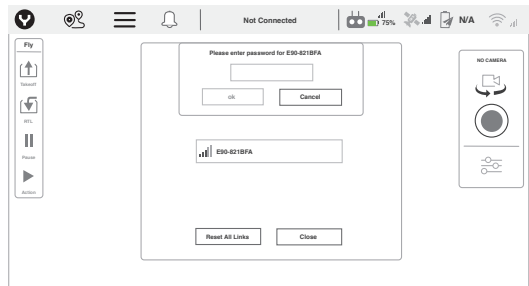 Not Connected
75%
N/A
Fly
Takeoff
RTL
Pause
Action
Please enter password for E90-821BFA
ok
Cancel
E90-821BFA
Reset All Links
Close
NO CAMERA